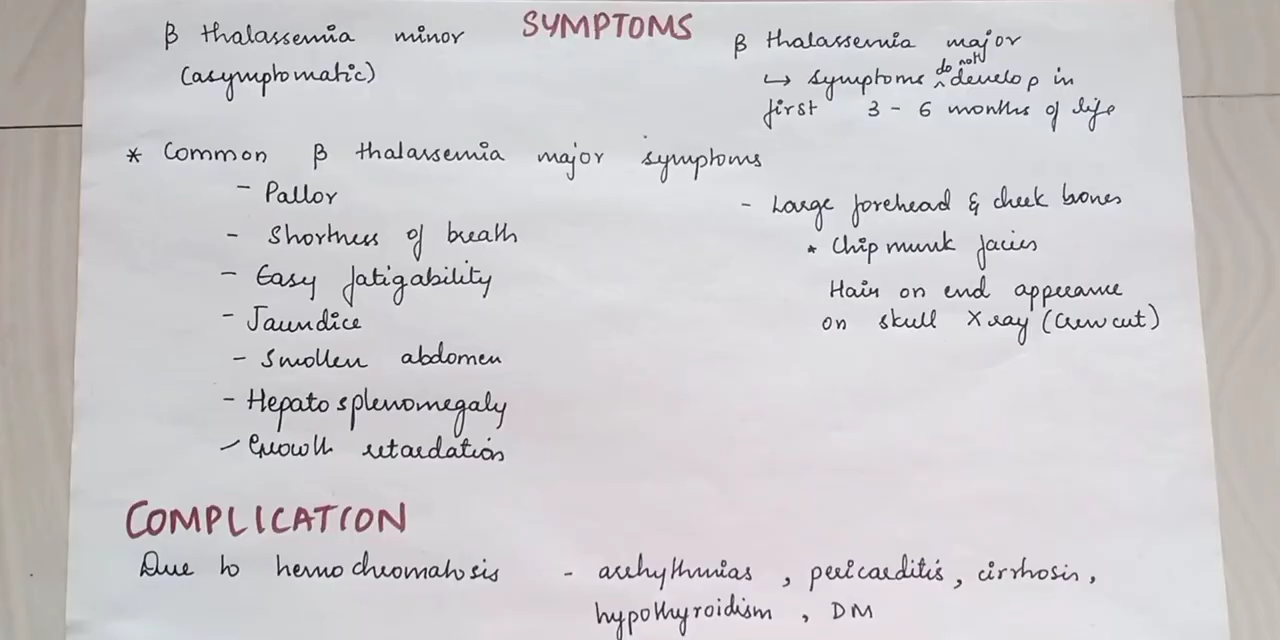 SYMPTOMS
β thalassemia minor
(asymptomatic)
β thalassemia major
↳ symptoms do not develop in
first 3 - 6 months of life
* Common β thalassemia major symptoms
- Pallor
- Shortness of breath
- Easy fatigability
- Jaundice
- Swollen abdomen
- Hepatosplenomegaly
- Growth retardation
- Large forehead & cheek bones
* Chipmunk facies
Hair on end apperance
on skull X ray (Crew cut)
COMPLICATION
Due to hemochromatosis - arrhythmias, pericarditis, cirrhosis,
hypothyroidism, DM